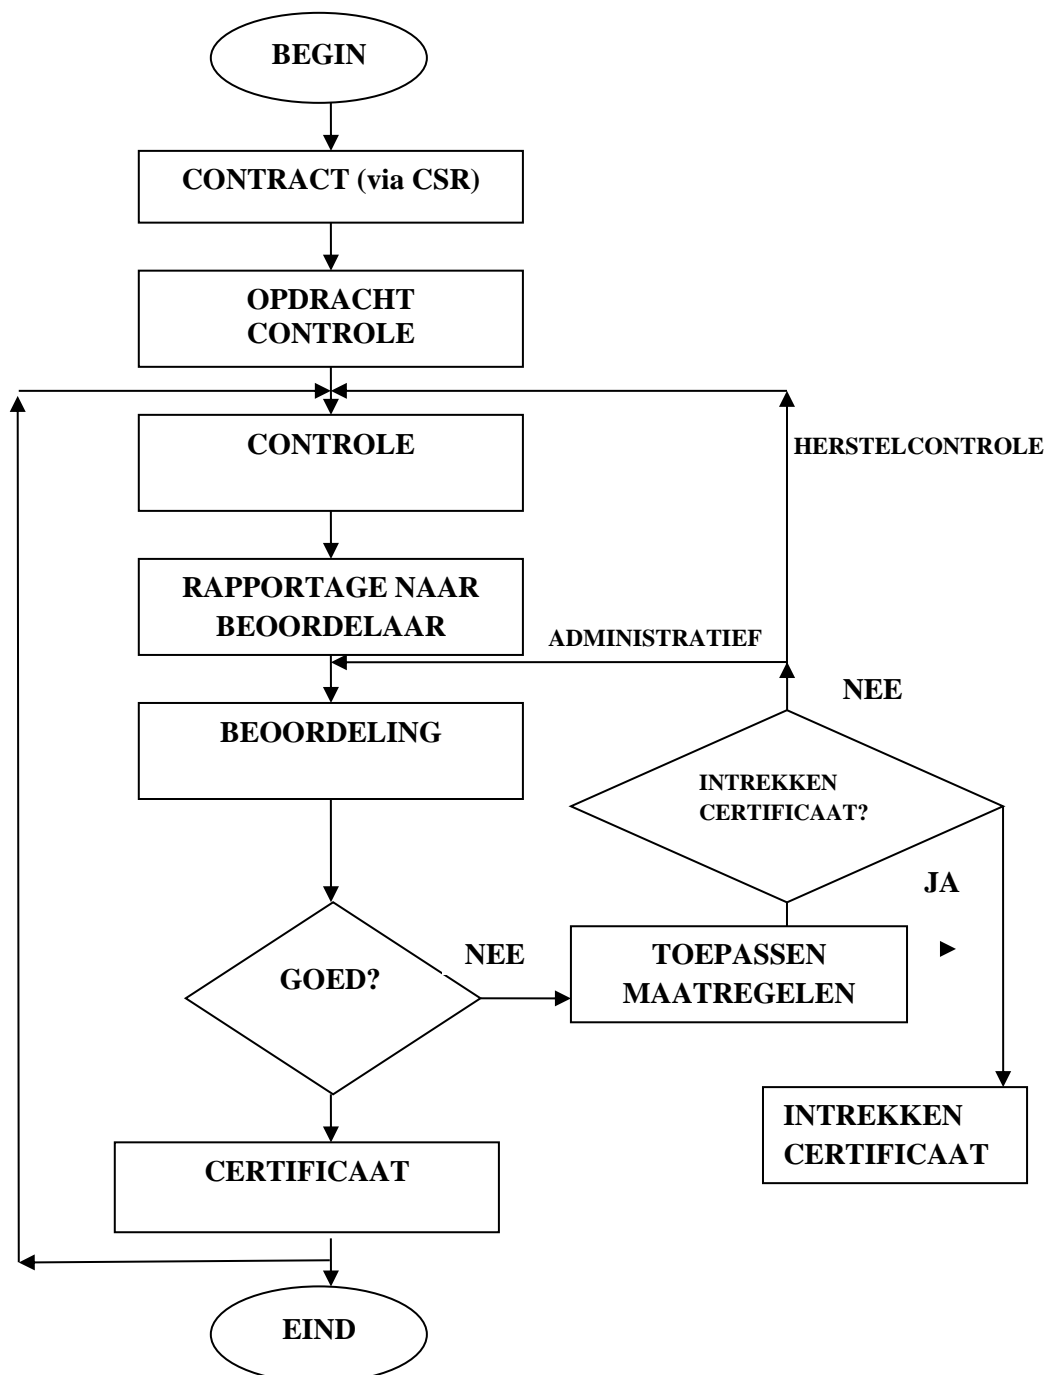 BEGIN
CONTRACT (via CSR)
OPDRACHT
CONTROLE
CONTROLE
HERSTELCONTROLE
RAPPORTAGE NAAR
BEOORDELAAR
ADMINISTRATIEF
NEE
BEOORDELING
INTREKKEN
CERTIFICAAT?
JA
GOED?
NEE
TOEPASSEN
MAATREGELEN
INTREKKEN
CERTIFICAAT
CERTIFICAAT
EIND